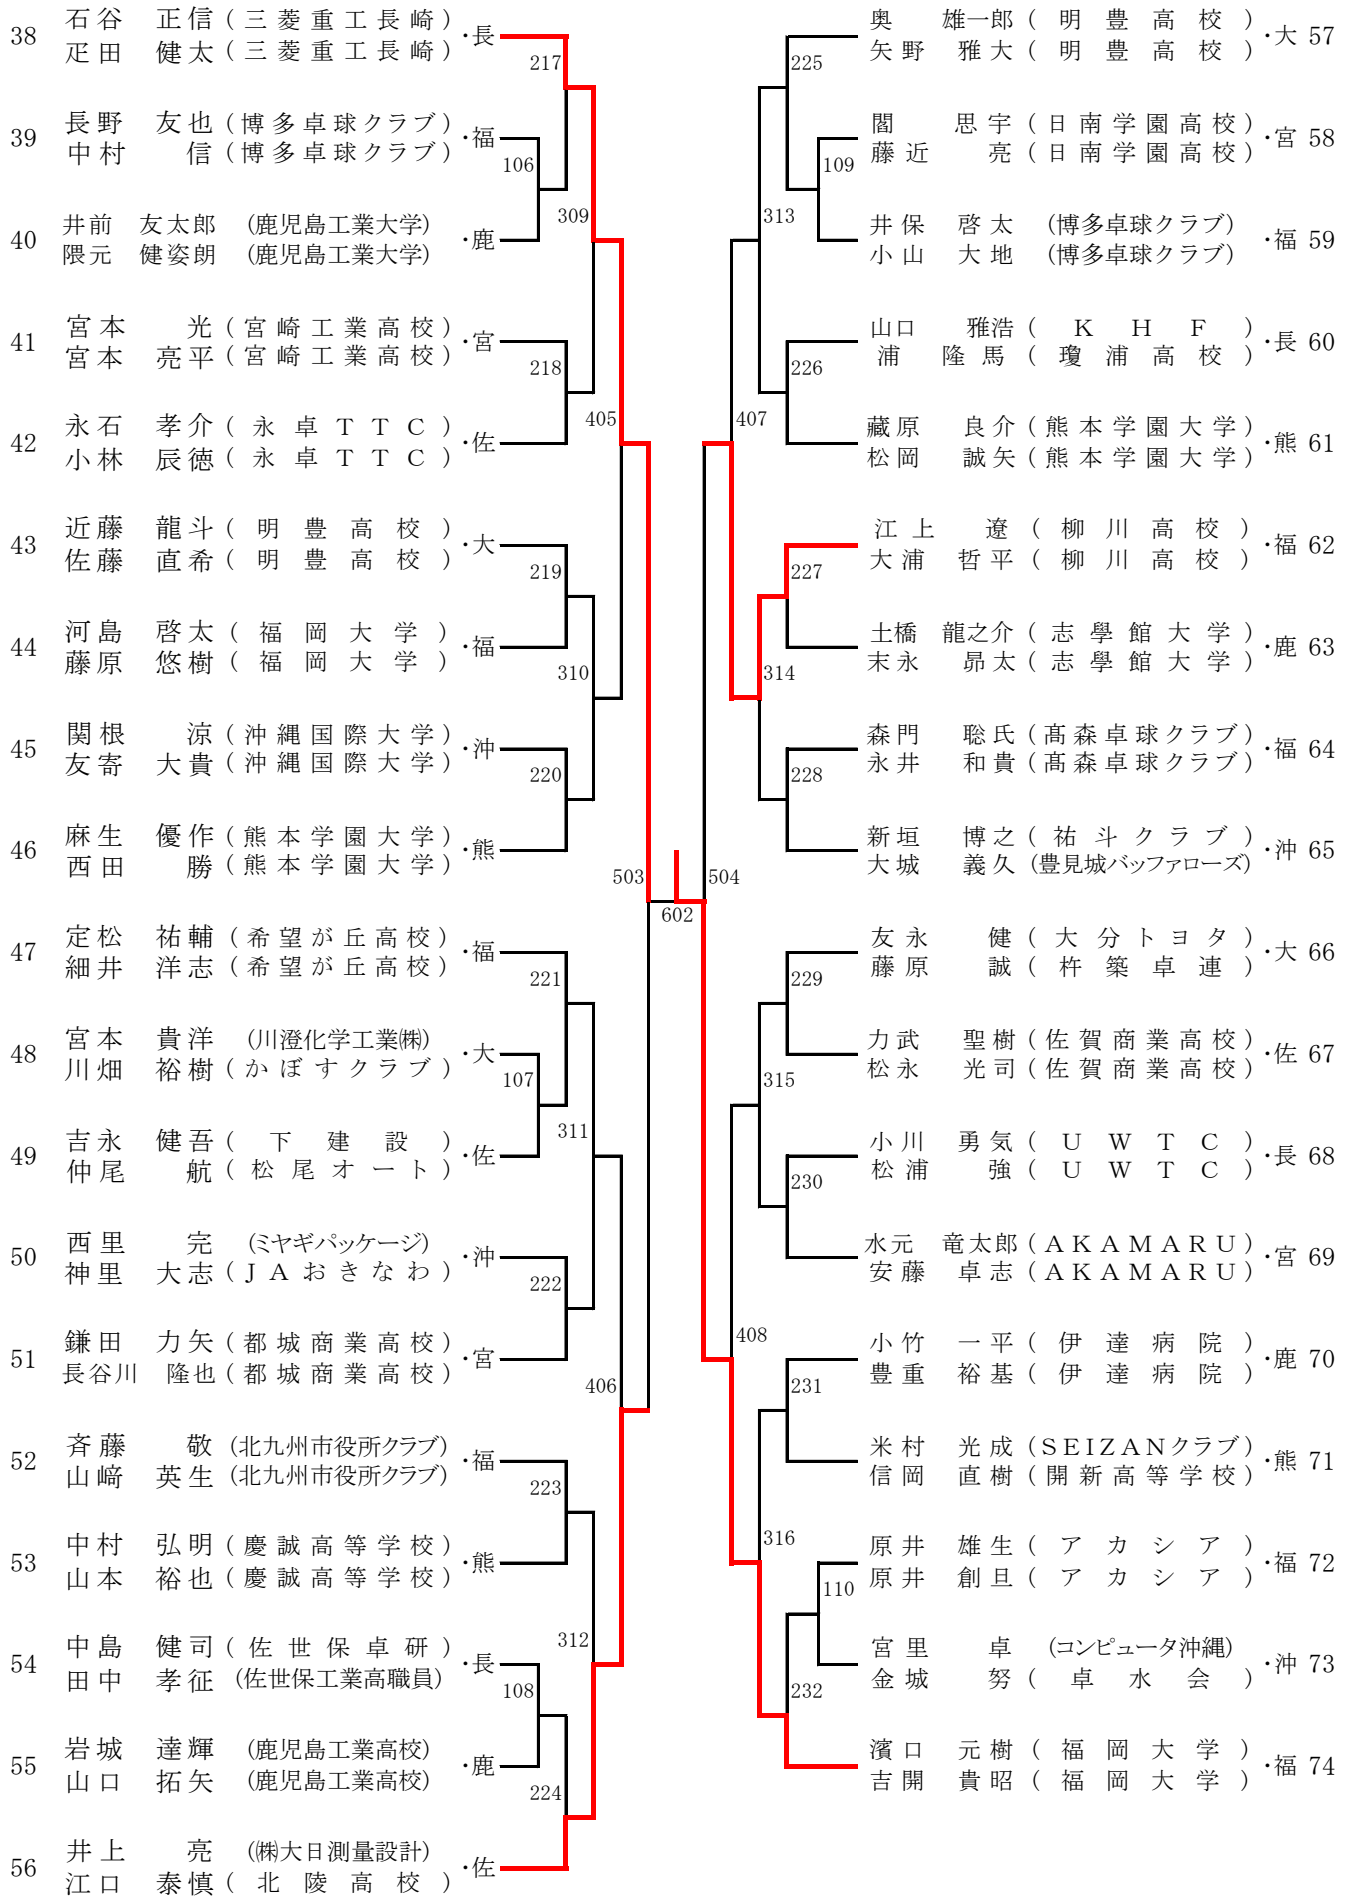 38 石谷 正信 (三菱重工長崎) ・長
疋田 健太 (三菱重工長崎)
217
39 長野 友也 (博多卓球クラブ) ・福
中村 信 (博多卓球クラブ)
106
309
40 井前 友太郎 (鹿児島工業大学) ・鹿
隈元 健姿朗 (鹿児島工業大学)
41 宮本 光 (宮崎工業高校) ・宮
宮本 亮平 (宮崎工業高校)
218
405
42 永石 孝介 (永卓TTC) ・佐
小林 辰徳 (永卓TTC)
43 近藤 龍斗 (明豊高校) ・大
佐藤 直希 (明豊高校)
219
44 河島 啓太 (福岡大学) ・福
藤原 悠樹 (福岡大学)
310
45 関根 涼 (沖縄国際大学) ・沖
友寄 大貴 (沖縄国際大学)
220
46 麻生 優作 (熊本学園大学) ・熊
西田 勝 (熊本学園大学)
503
602
47 定松 祐輔 (希望が丘高校) ・福
細井 洋志 (希望が丘高校)
221
48 宮本 貴洋 (川澄化学工業㈱) ・大
川畑 裕樹 (かぼすクラブ)
107
311
49 吉永 健吾 (下建設) ・佐
仲尾 航 (松尾オート)
50 西里 完 (ミヤギパッケージ) ・沖
神里 大志 (JAおきなわ)
222
51 鎌田 力矢 (都城商業高校) ・宮
長谷川 隆也 (都城商業高校)
406
52 斉藤 敬 (北九州市役所クラブ) ・福
山﨑 英生 (北九州市役所クラブ)
223
53 中村 弘明 (慶誠高等学校) ・熊
山本 裕也 (慶誠高等学校)
312
54 中島 健司 (佐世保卓研) ・長
田中 孝征 (佐世保工業高職員)
108
55 岩城 達輝 (鹿児島工業高校) ・鹿
山口 拓矢 (鹿児島工業高校)
224
56 井上 亮 (㈱大日測量設計) ・佐
江口 泰慎 (北陵高校)
奥 雄一郎 (明豊高校) ・大 57
矢野 雅大 (明豊高校)
225
閻 思宇 (日南学園高校) ・宮 58
藤近 亮 (日南学園高校)
109
313
井保 啓太 (博多卓球クラブ) ・福 59
小山 大地 (博多卓球クラブ)
山口 雅浩 (KHF) ・長 60
浦 隆馬 (瓊浦高校)
226
407
藏原 良介 (熊本学園大学) ・熊 61
松岡 誠矢 (熊本学園大学)
江上 遼 (柳川高校) ・福 62
大浦 哲平 (柳川高校)
227
土橋 龍之介 (志學館大学) ・鹿 63
末永 昴太 (志學館大学)
314
森門 聡氏 (髙森卓球クラブ) ・福 64
永井 和貴 (髙森卓球クラブ)
228
新垣 博之 (祐斗クラブ) ・沖 65
大城 義久 (豊見城バッファローズ)
504
友永 健 (大分トヨタ) ・大 66
藤原 誠 (杵築卓連)
229
力武 聖樹 (佐賀商業高校) ・佐 67
松永 光司 (佐賀商業高校)
315
小川 勇気 (UWTC) ・長 68
松浦 強 (UWTC)
230
水元 竜太郎 (AKAMARU) ・宮 69
安藤 卓志 (AKAMARU)
408
小竹 一平 (伊達病院) ・鹿 70
豊重 裕基 (伊達病院)
231
米村 光成 (SEIZANクラブ) ・熊 71
信岡 直樹 (開新高等学校)
316
原井 雄生 (アカシア) ・福 72
原井 創旦 (アカシア)
110
宮里 卓 (コンピュータ沖縄) ・沖 73
金城 努 (卓水会)
232
濱口 元樹 (福岡大学) ・福 74
吉開 貴昭 (福岡大学)